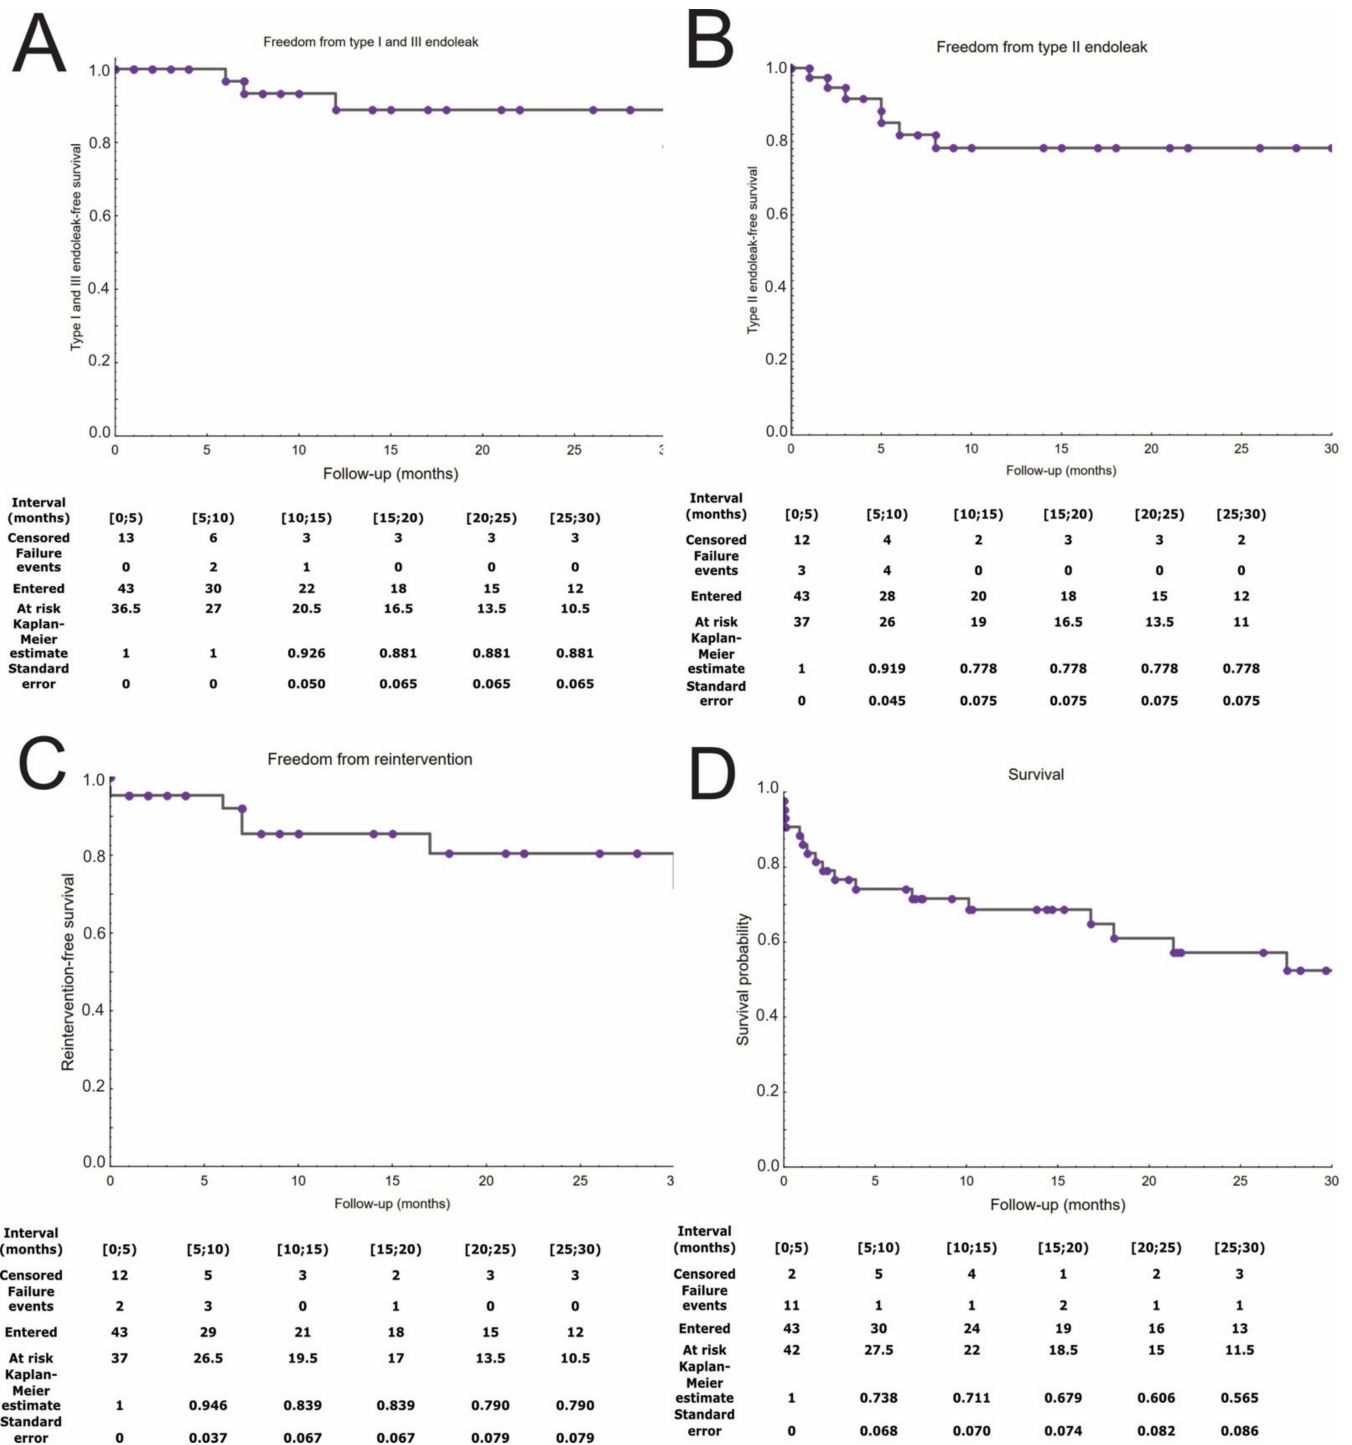 A
Freedom from type I and III endoleak
Type I and III endoleak-free survival
1.0
0.8
0.6
0.4
0.2
0.0
0 5 10 15 20 25 3
Follow-up (months)
Interval
(months) [0;5) [5;10) [10;15) [15;20) [20;25) [25;30)
Censored 13 6 3 3 3 3
Failure
events 0 2 1 0 0 0
Entered 43 30 22 18 15 12
At risk 36.5 27 20.5 16.5 13.5 10.5
Kaplan-
Meier
estimate 1 1 0.926 0.881 0.881 0.881
Standard
error 0 0 0.050 0.065 0.065 0.065
B
Freedom from type II endoleak
Type II endoleak-free survival
1.0
0.8
0.6
0.4
0.2
0.0
0 5 10 15 20 25 30
Follow-up (months)
Interval
(months) [0;5) [5;10) [10;15) [15;20) [20;25) [25;30)
Censored 12 4 2 3 3 2
Failure
events 3 4 0 0 0 0
Entered 43 28 20 18 15 12
At risk 37 26 19 16.5 13.5 11
Kaplan-
Meier
estimate 1 0.919 0.778 0.778 0.778 0.778
Standard
error 0 0.045 0.075 0.075 0.075 0.075
C
Freedom from reintervention
Reintervention-free survival
1.0
0.8
0.6
0.4
0.2
0.0
0 5 10 15 20 25 3
Follow-up (months)
Interval
(months) [0;5) [5;10) [10;15) [15;20) [20;25) [25;30)
Censored 12 5 3 2 3 3
Failure
events 2 3 0 1 0 0
Entered 43 29 21 18 15 12
At risk 37 26.5 19.5 17 13.5 10.5
Kaplan-
Meier
estimate 1 0.946 0.839 0.839 0.790 0.790
Standard
error 0 0.037 0.067 0.067 0.079 0.079
D
Survival
Survival probability
1.0
0.8
0.6
0.4
0.2
0.0
0 5 10 15 20 25 30
Follow-up (months)
Interval
(months) [0;5) [5;10) [10;15) [15;20) [20;25) [25;30)
Censored 2 5 4 1 2 3
Failure
events 11 1 1 2 1 1
Entered 43 30 24 19 16 13
At risk 42 27.5 22 18.5 15 11.5
Kaplan-
Meier
estimate 1 0.738 0.711 0.679 0.606 0.565
Standard
error 0 0.068 0.070 0.074 0.082 0.086